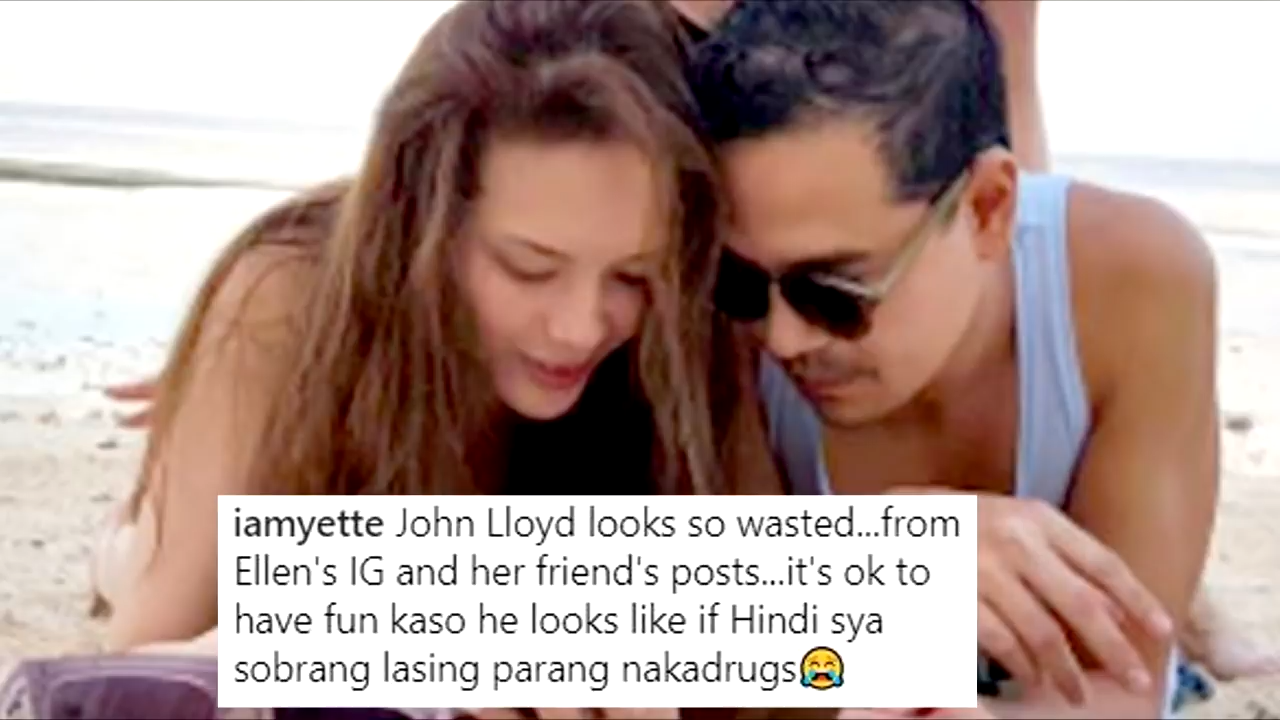 iamyette John Lloyd looks so wasted...from
Ellen's IG and her friend's posts...it's ok to
have fun kaso he looks like if Hindi sya
sobrang lasing parang nakadrugs😂